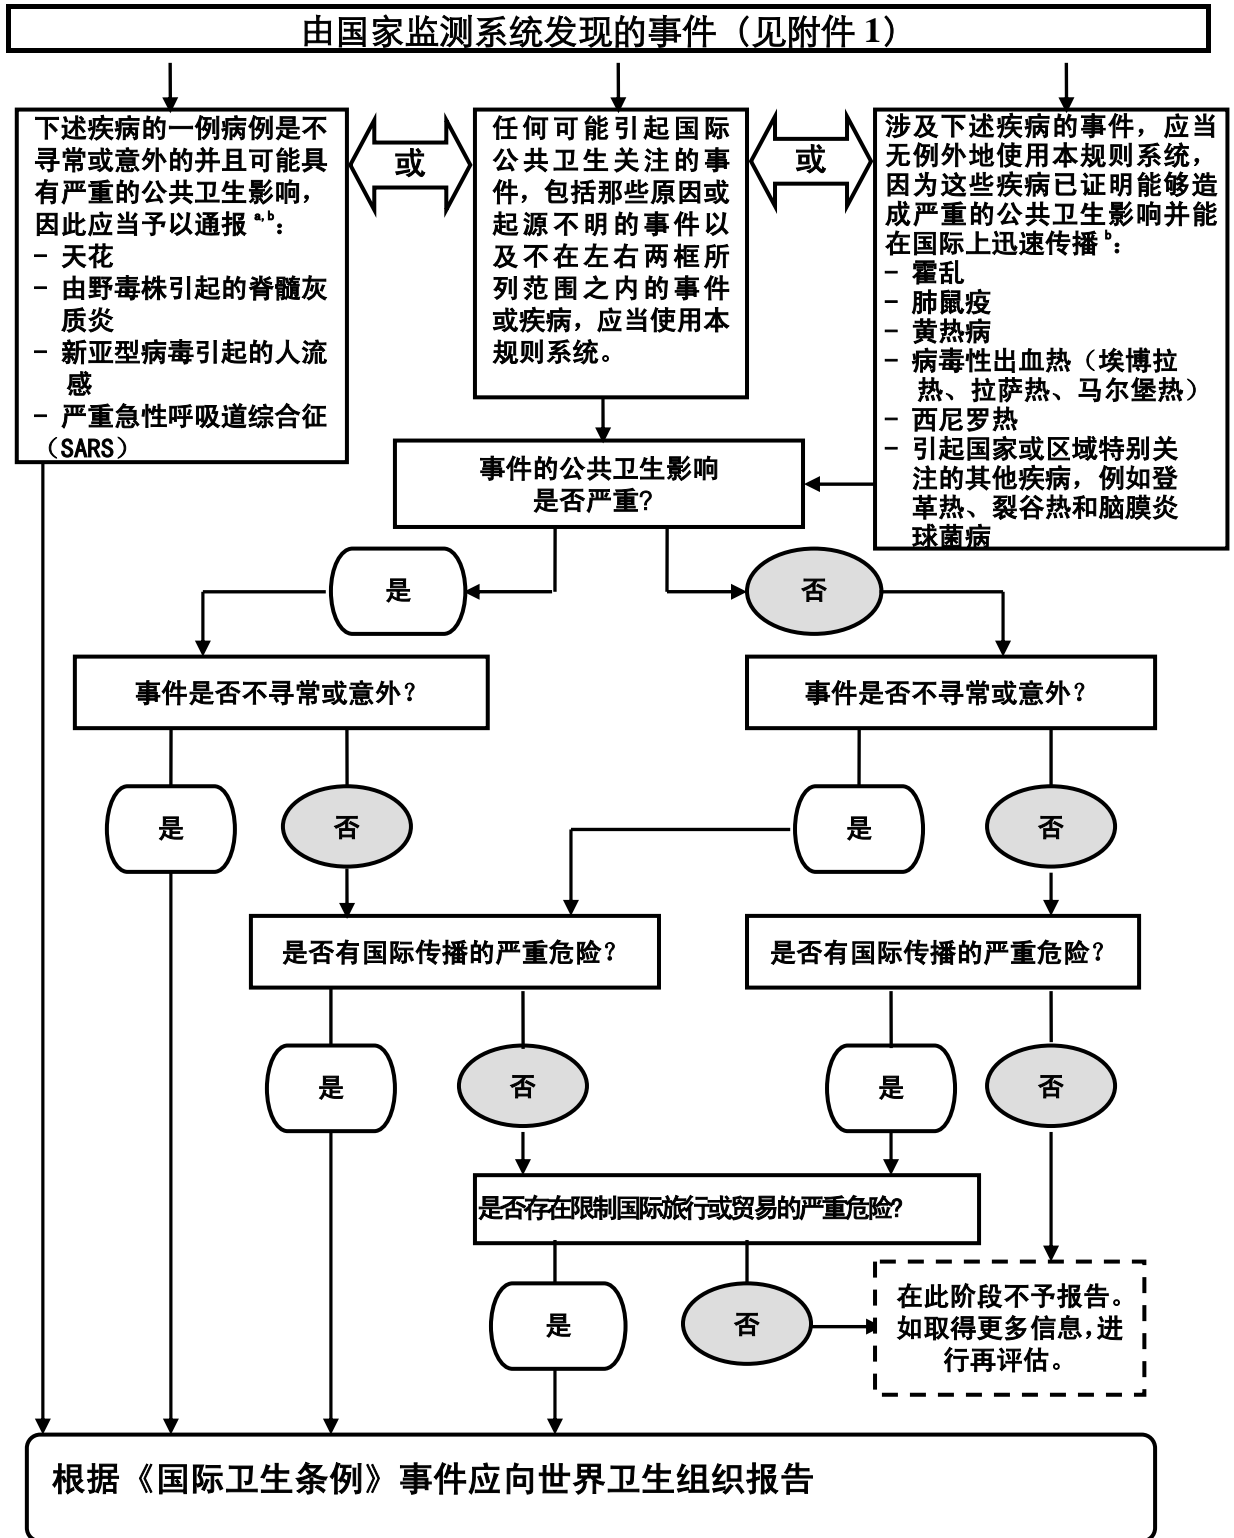 由国家监测系统发现的事件（见附件 1）
下述疾病的一例病例是不
寻常或意外的并且可能具
有严重的公共卫生影响，
因此应当予以通报 a,b：
- 天花
- 由野毒株引起的脊髓灰
质炎
- 新亚型病毒引起的人流
感
- 严重急性呼吸道综合征
（SARS）
或
任何可能引起国际
公共卫生关注的事
件，包括那些原因或
起源不明的事件以
及不在左右两框所
列范围之内的事件
或疾病，应当使用本
规则系统。
或
涉及下述疾病的事件，应当
无例外地使用本规则系统，
因为这些疾病已证明能够造
成严重的公共卫生影响并能
在国际上迅速传播 b：
- 霍乱
- 肺鼠疫
- 黄热病
- 病毒性出血热（埃博拉
热、拉萨热、马尔堡热）
- 西尼罗热
- 引起国家或区域特别关
注的其他疾病，例如登
革热、裂谷热和脑膜炎
球菌病
事件的公共卫生影响
是否严重?
是
否
事件是否不寻常或意外？
事件是否不寻常或意外？
是
否
是
否
是否有国际传播的严重危险？
是否有国际传播的严重危险？
是
否
是
否
是否存在限制国际旅行或贸易的严重危险?
是
否
在此阶段不予报告。
如取得更多信息，进
行再评估。
根据《国际卫生条例》事件应向世界卫生组织报告